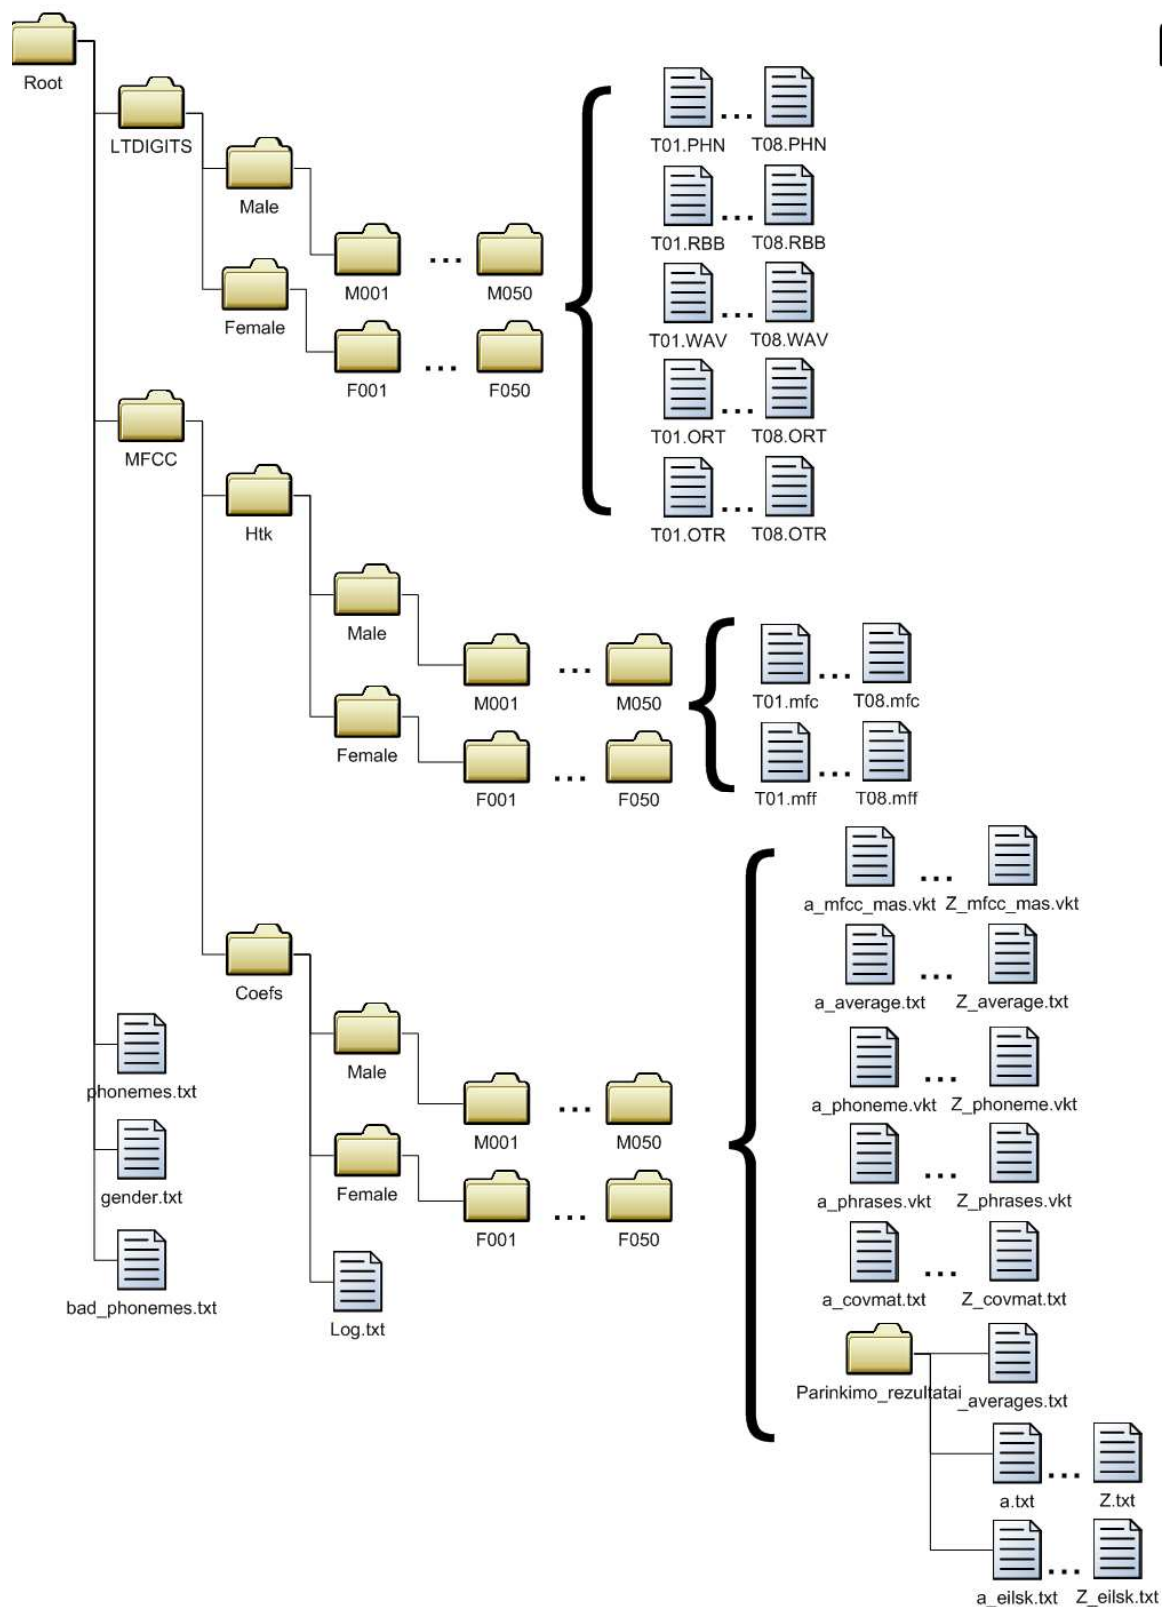 Root
LTDIGITS
Male
M001 ... M050
Female
F001 ... F050
T01.PHN ... T08.PHN
T01.RBB ... T08.RBB
T01.WAV ... T08.WAV
T01.ORT ... T08.ORT
T01.OTR ... T08.OTR
MFCC
Htk
Male
M001 ... M050
Female
F001 ... F050
T01.mfc ... T08.mfc
T01.mff ... T08.mff
Coefs
Male
M001 ... M050
Female
F001 ... F050
Log.txt
a_mfcc_mas.vkt ... Z_mfcc_mas.vkt
a_average.txt ... Z_average.txt
a_phoneme.vkt ... Z_phoneme.vkt
a_phrases.vkt ... Z_phrases.vkt
a_covmat.txt ... Z_covmat.txt
Parinkimo_rezultatai
_averages.txt
a.txt ... Z.txt
a_eilsk.txt ... Z_eilsk.txt
phonemes.txt
gender.txt
bad_phonemes.txt